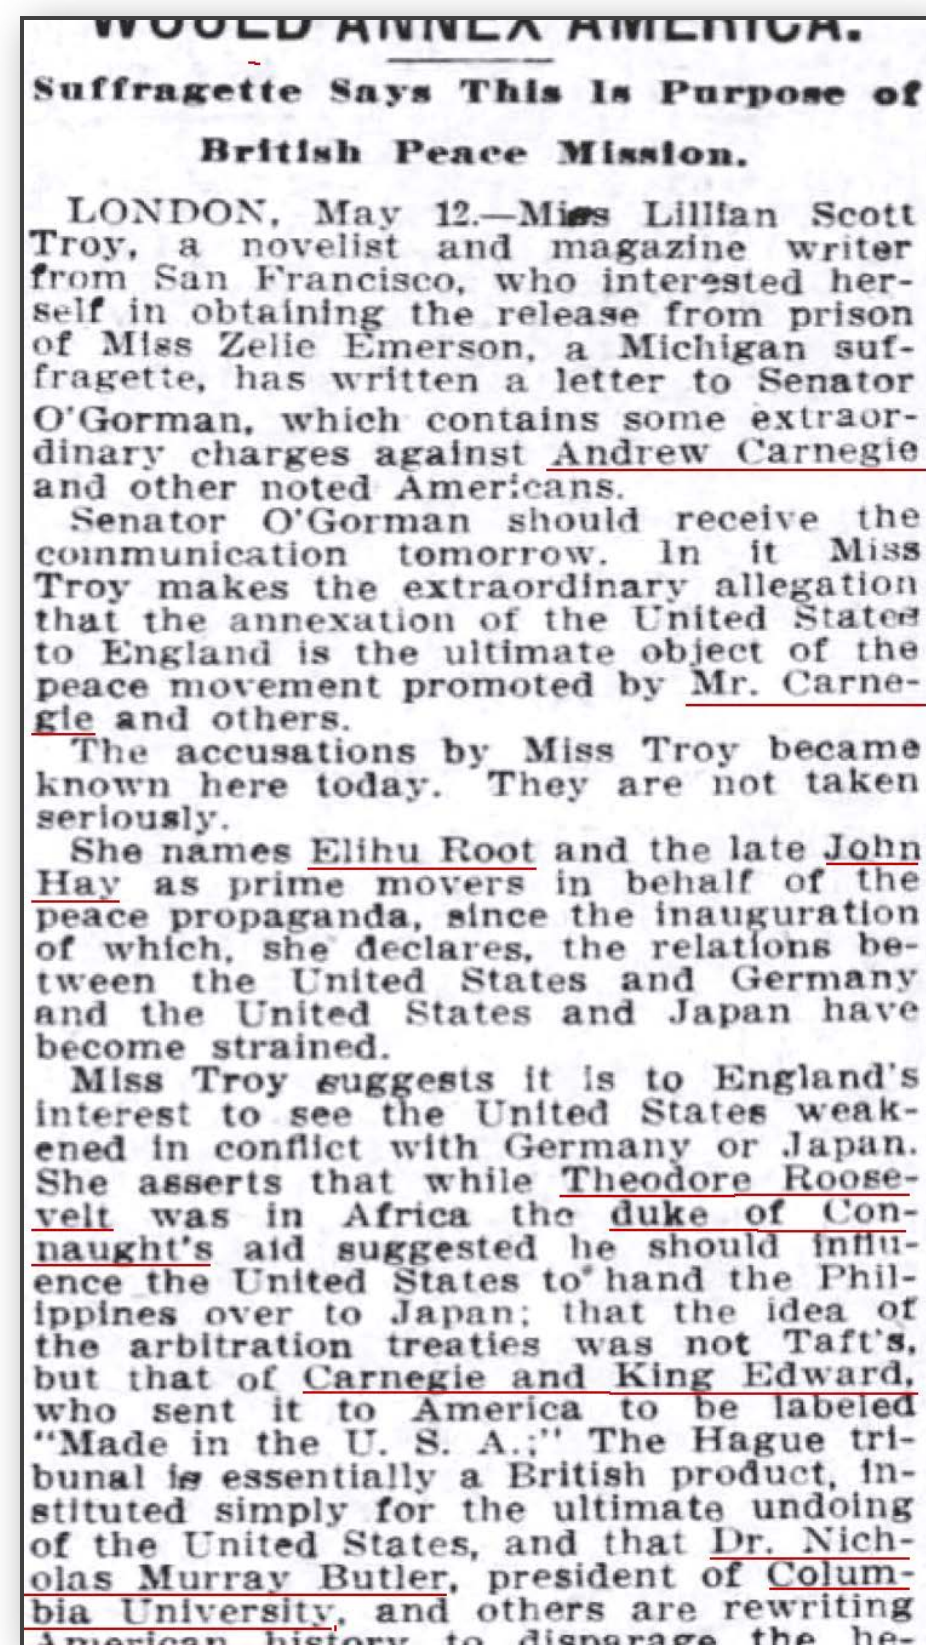 WOULD ANNEX AMERICA.
Suffragette Says This Is Purpose of
British Peace Mission.
LONDON, May 12.—Miss Lillian Scott
Troy, a novelist and magazine writer
from San Francisco, who interested her-
self in obtaining the release from prison
of Miss Zelie Emerson, a Michigan suf-
fragette, has written a letter to Senator
O'Gorman, which contains some extraor-
dinary charges against Andrew Carnegie
and other noted Americans.
Senator O'Gorman should receive the
communication tomorrow. In it Miss
Troy makes the extraordinary allegation
that the annexation of the United States
to England is the ultimate object of the
peace movement promoted by Mr. Carne-
gie and others.
The accusations by Miss Troy became
known here today. They are not taken
seriously.
She names Elihu Root and the late John
Hay as prime movers in behalf of the
peace propaganda, since the inauguration
of which, she declares, the relations be-
tween the United States and Germany
and the United States and Japan have
become strained.
Miss Troy suggests it is to England's
interest to see the United States weak-
ened in conflict with Germany or Japan.
She asserts that while Theodore Roose-
velt was in Africa the duke of Con-
naught's aid suggested he should influ-
ence the United States to hand the Phil-
ippines over to Japan; that the idea of
the arbitration treaties was not Taft's,
but that of Carnegie and King Edward,
who sent it to America to be labeled
"Made in the U. S. A.;" The Hague tri-
bunal is essentially a British product, in-
stituted simply for the ultimate undoing
of the United States, and that Dr. Nich-
olas Murray Butler, president of Colum-
bia University, and others are rewriting
American history to disparage the he-